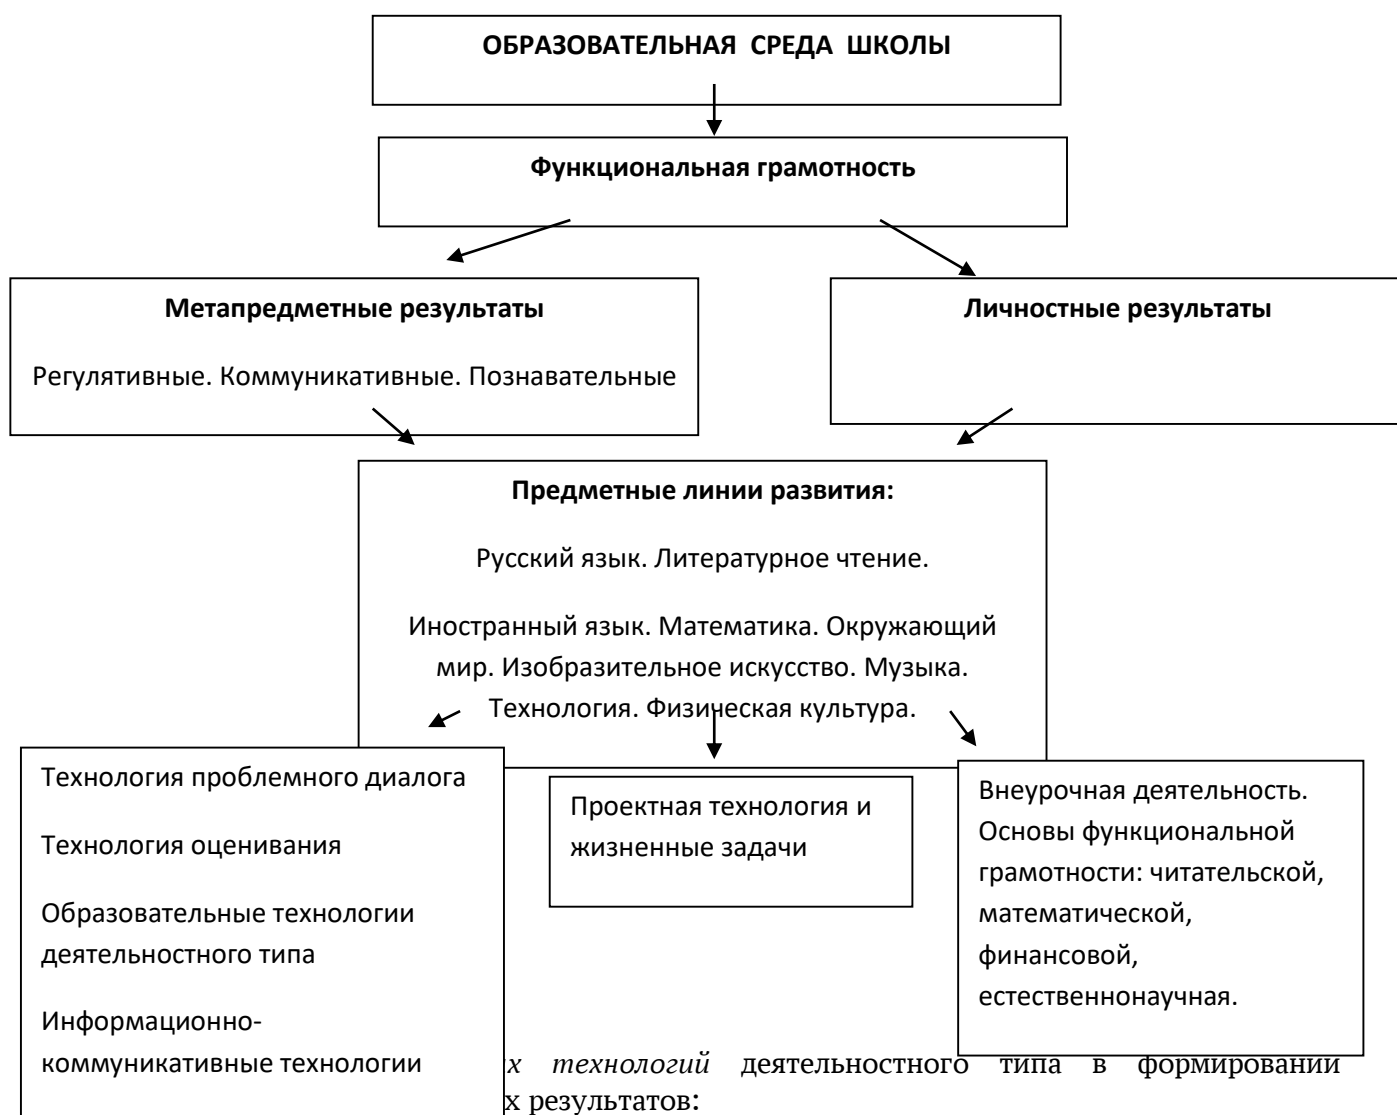 ОБРАЗОВАТЕЛЬНАЯ СРЕДА ШКОЛЫ
Функциональная грамотность
Метапредметные результаты
Регулятивные. Коммуникативные. Познавательные
Личностные результаты
Предметные линии развития:
Русский язык. Литературное чтение.
Иностранный язык. Математика. Окружающий
мир. Изобразительное искусство. Музыка.
Технология. Физическая культура.
Технология проблемного диалога
Технология оценивания
Образовательные технологии
деятельностного типа
Информационно-
коммуникативные технологии
Проектная технология и
жизненные задачи
Внеурочная деятельность.
Основы функциональной
грамотности: читательской,
математической,
финансовой,
естественнонаучная.
х технологий деятельностного типа в формировании
х результатов: